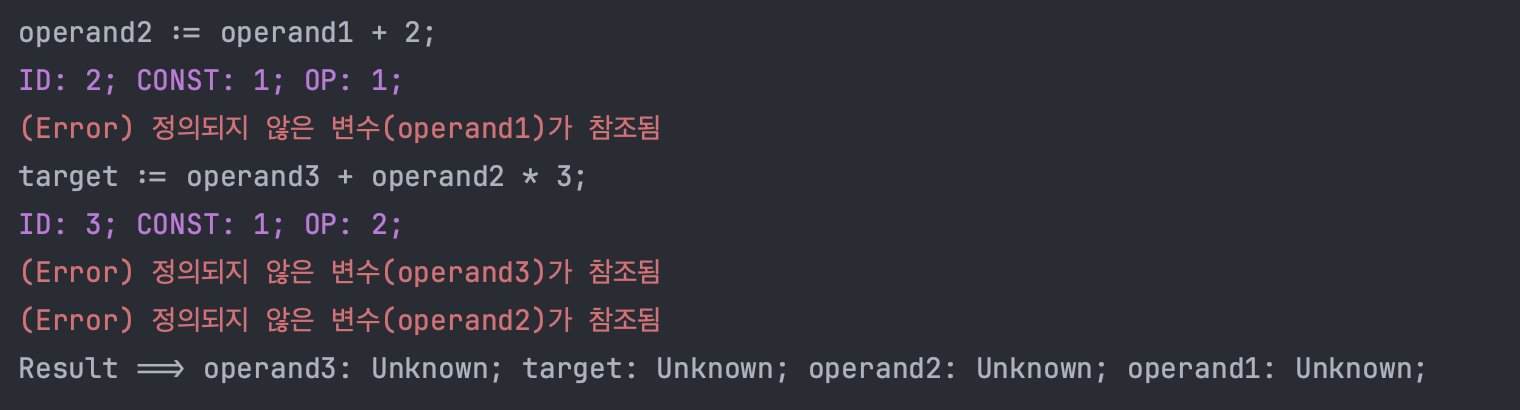 operand2 := operand1 + 2;
ID: 2; CONST: 1; OP: 1;
(Error) 정의되지 않은 변수(operand1)가 참조됨
target := operand3 + operand2 * 3;
ID: 3; CONST: 1; OP: 2;
(Error) 정의되지 않은 변수(operand3)가 참조됨
(Error) 정의되지 않은 변수(operand2)가 참조됨
Result ==> operand3: Unknown; target: Unknown; operand2: Unknown; operand1: Unknown;